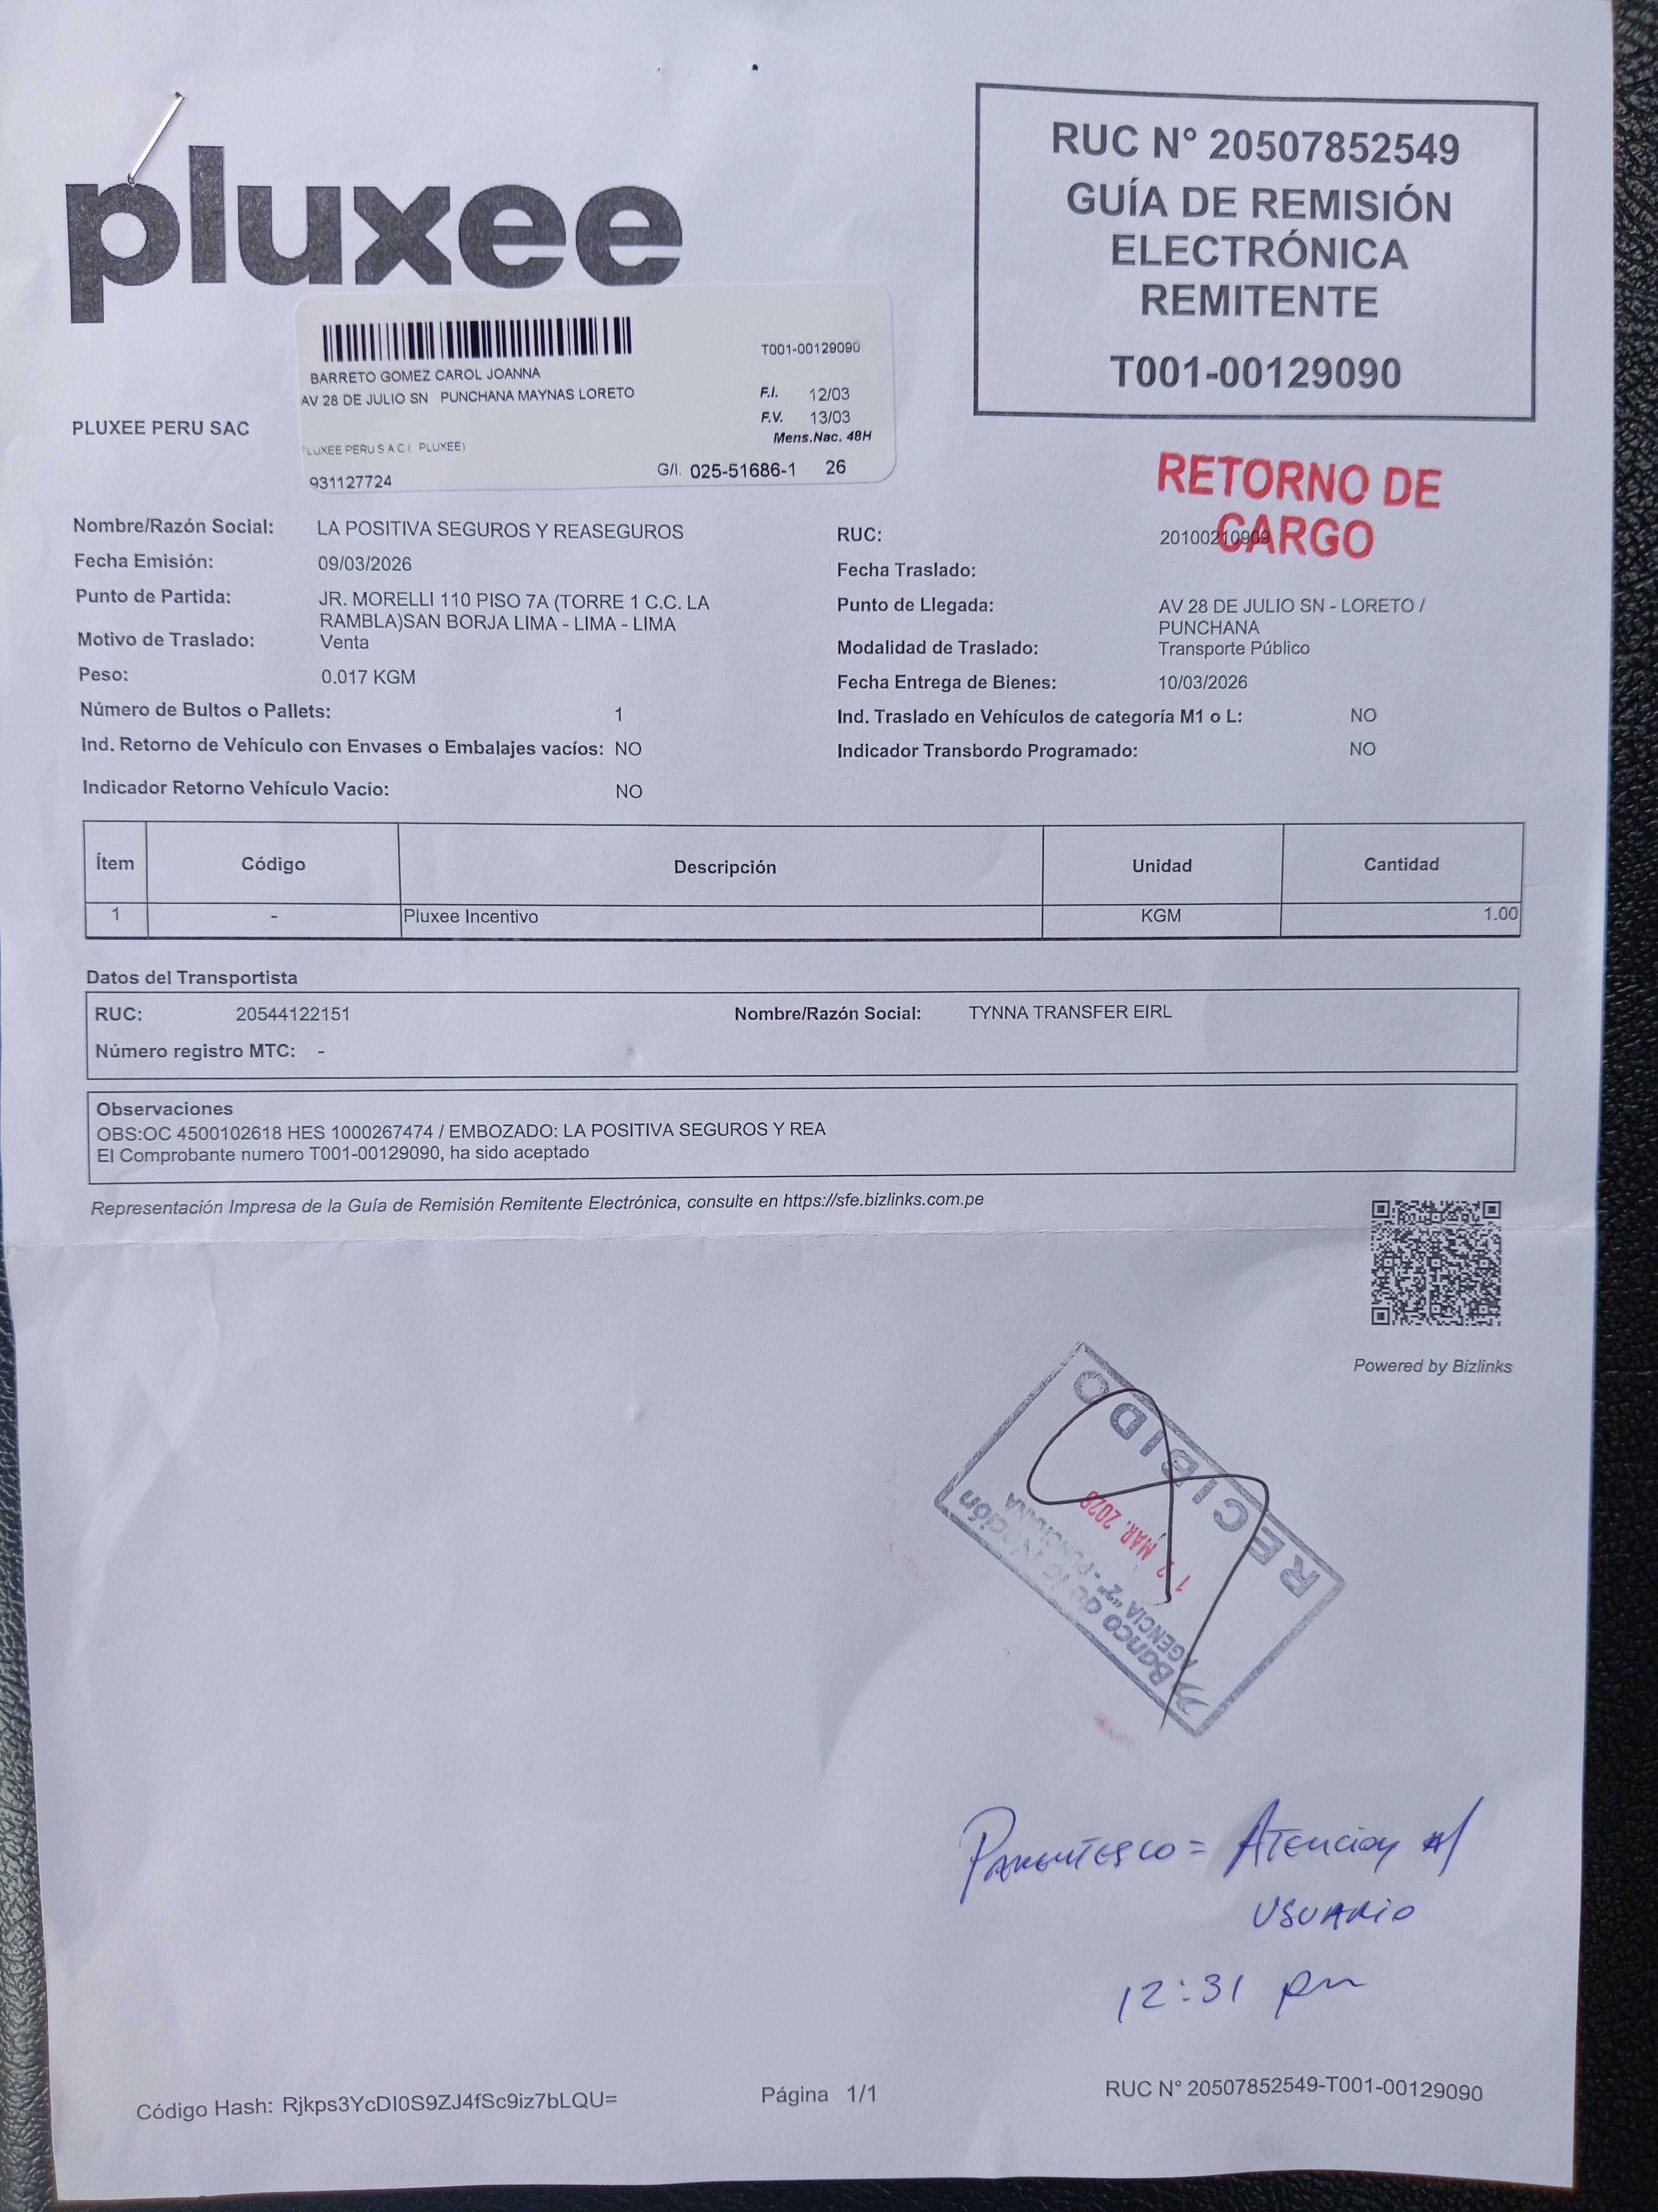 pluxee
RUC N° 20507852549
GUÍA DE REMISIÓN
ELECTRÓNICA
REMITENTE
T001-00129090
T001-00129090
BARRETO GOMEZ CAROL JOANNA
AV 28 DE JULIO SN PUNCHANA MAYNAS LORETO
F.I. 12/03
F.V. 13/03
Mens.Nac. 48H
PLUXEE PERU S A C ( PLUXEE)
G/I. 025-51686-1 26
931127724
PLUXEE PERU SAC
RETORNO DE
CARGO
Nombre/Razón Social: LA POSITIVA SEGUROS Y REASEGUROS
RUC: 20100210909
Fecha Emisión: 09/03/2026
Fecha Traslado:
Punto de Partida: JR. MORELLI 110 PISO 7A (TORRE 1 C.C. LA
RAMBLA)SAN BORJA LIMA - LIMA - LIMA
Punto de Llegada: AV 28 DE JULIO SN - LORETO /
PUNCHANA
Motivo de Traslado: Venta
Modalidad de Traslado: Transporte Público
Peso: 0.017 KGM
Fecha Entrega de Bienes: 10/03/2026
Número de Bultos o Pallets: 1
Ind. Traslado en Vehículos de categoría M1 o L: NO
Ind. Retorno de Vehículo con Envases o Embalajes vacíos: NO
Indicador Transbordo Programado: NO
Indicador Retorno Vehículo Vacío: NO
Ítem Código Descripción Unidad Cantidad
1 - Pluxee Incentivo KGM 1.00
Datos del Transportista
RUC: 20544122151 Nombre/Razón Social: TYNNA TRANSFER EIRL
Número registro MTC: -
Observaciones
OBS:OC 4500102618 HES 1000267474 / EMBOZADO: LA POSITIVA SEGUROS Y REA
El Comprobante numero T001-00129090, ha sido aceptado
Representación Impresa de la Guía de Remisión Remitente Electrónica, consulte en https://sfe.bizlinks.com.pe
Powered by Bizlinks
Banco de la Nación
AGENCIA "2" - PUNCHANA
12 MAR. 2026
RECIBIDO
PARENTESCO = ATENCION al
USUARIO
12:31 pm
Código Hash: Rjkps3YcDI0S9ZJ4fSc9iz7bLQU=
Página 1/1
RUC N° 20507852549-T001-00129090